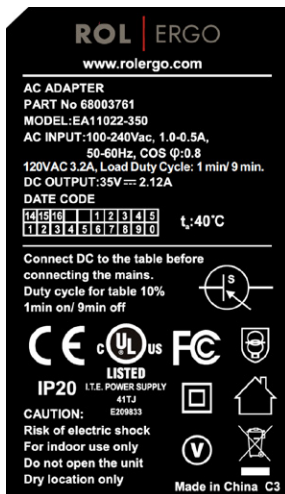 ROL | ERGO
www.rolergo.com
AC ADAPTER
PART No 68003761
MODEL:EA11022-350
AC INPUT:100-240Vac, 1.0-0.5A,
50-60Hz, COS φ:0.8
120VAC 3.2A, Load Duty Cycle: 1 min/ 9 min.
DC OUTPUT:35V⎓2.12A
DATE CODE
14 15 16 1 2 3 4 5
1 2 3 4 5 6 7 8 9 0
ta:40°C
Connect DC to the table before
connecting the mains.
Duty cycle for table 10%
1min on/ 9min off
S
CE
c UL us
LISTED
FC
IP20
I.T.E. POWER SUPPLY
41TJ
E209833
V
CAUTION:
Risk of electric shock
For indoor use only
Do not open the unit
Dry location only
Made in China C3